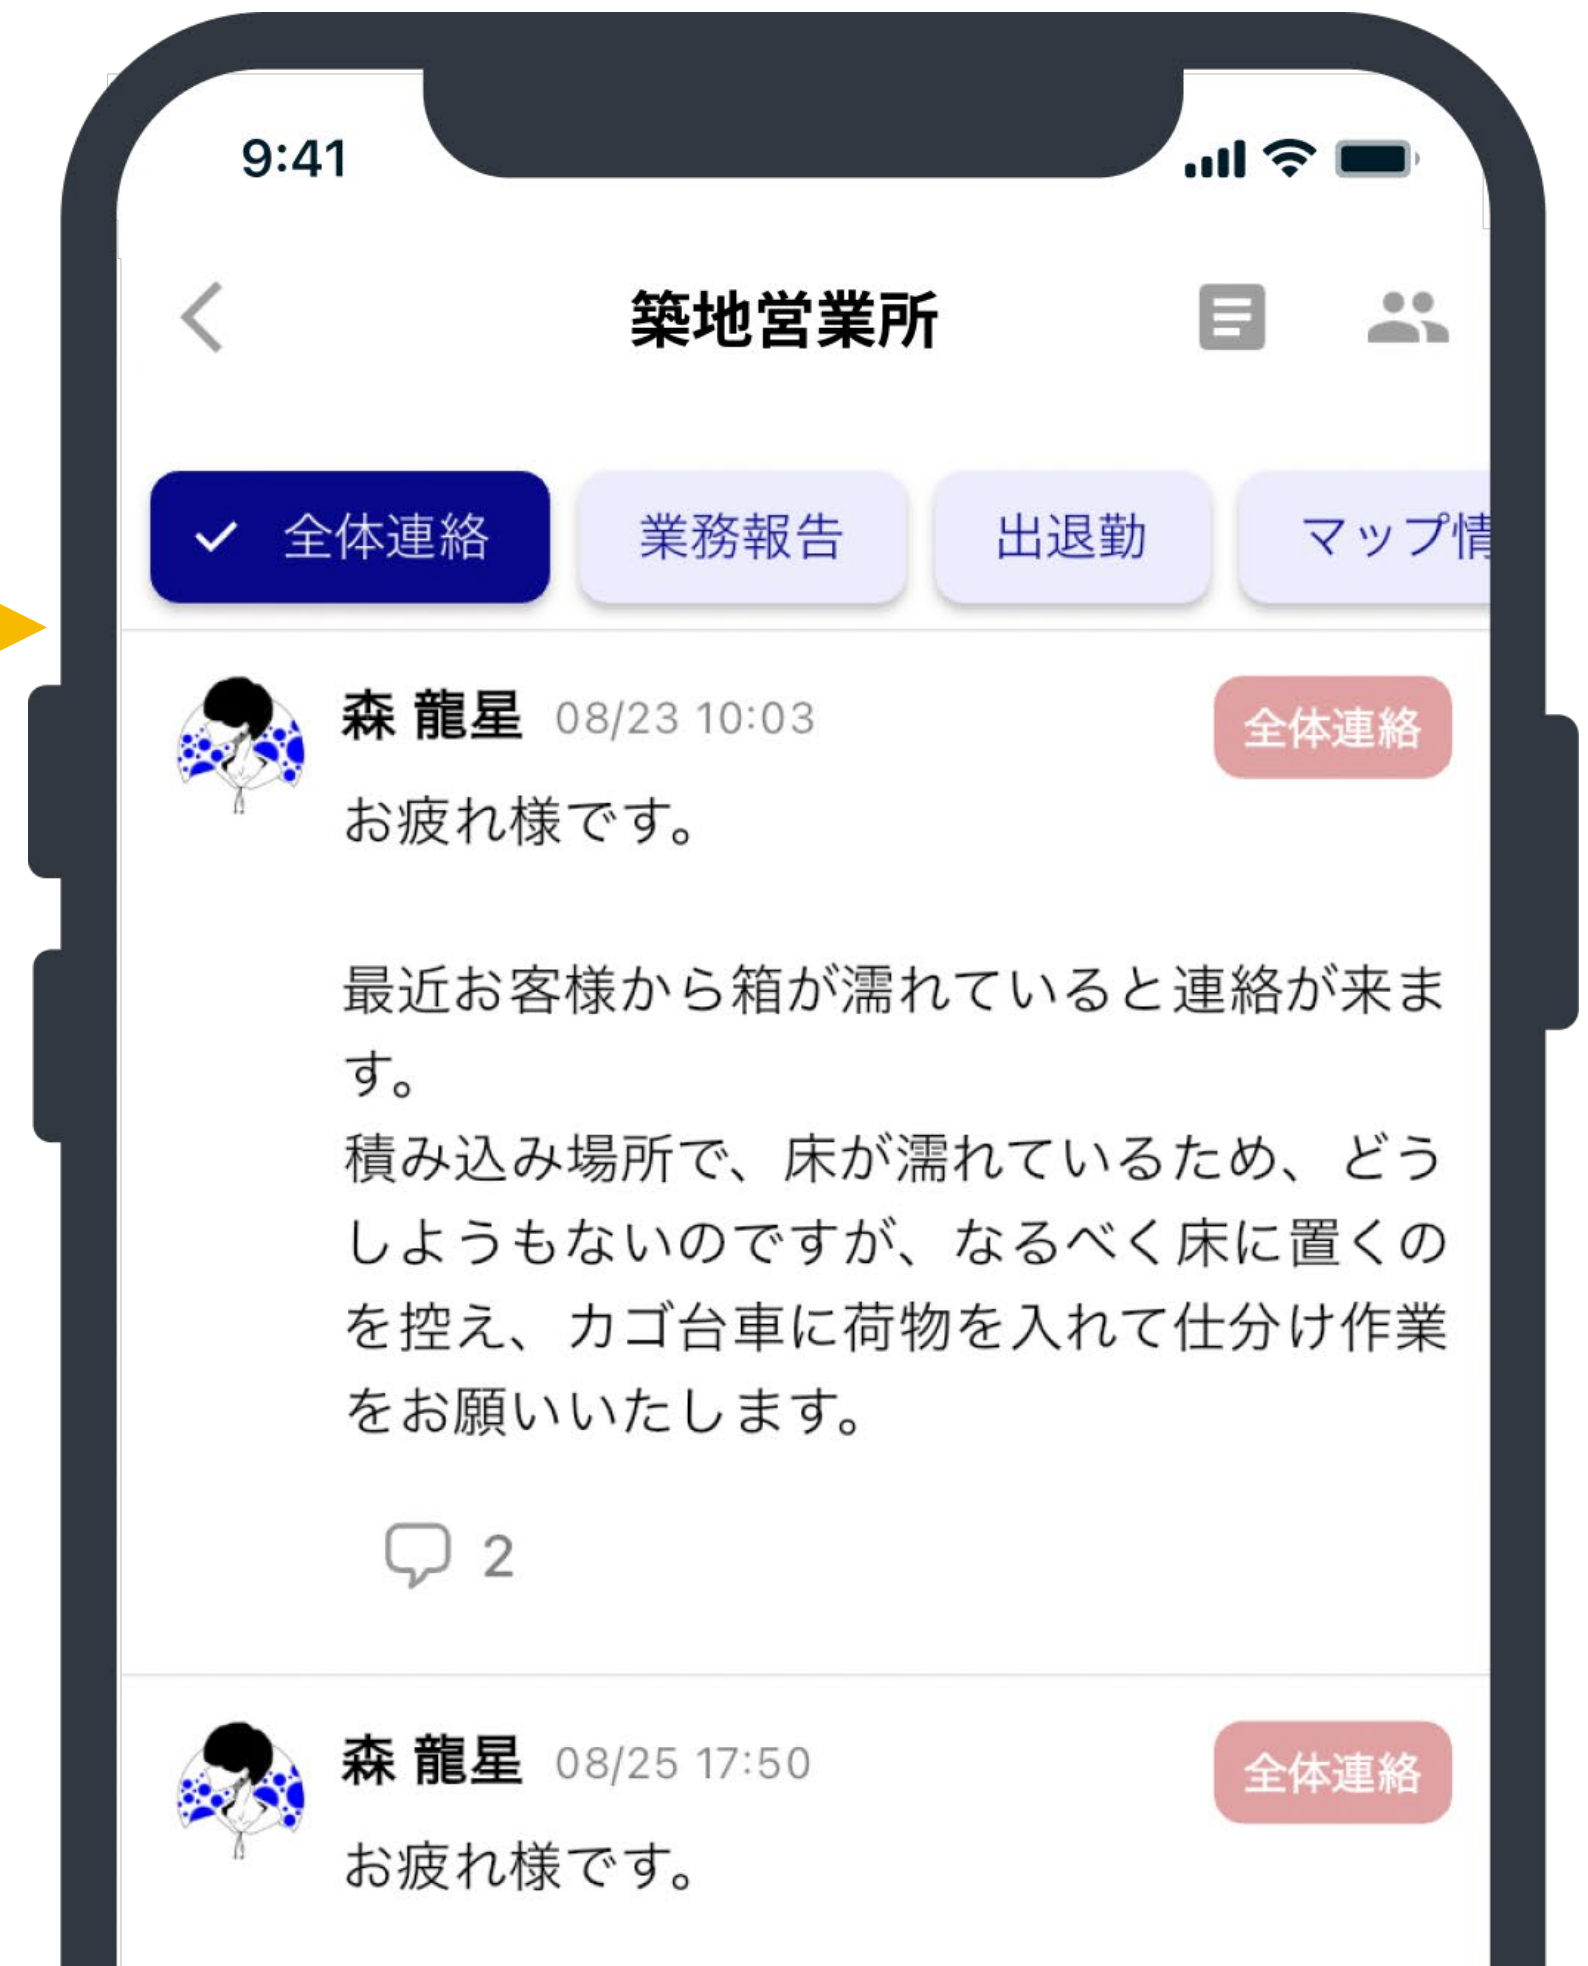 9:41
築地営業所
全体連絡 業務報告 出退勤 マップ情
森 龍星 08/23 10:03 全体連絡
お疲れ様です。
最近お客様から箱が濡れていると連絡が来ま
す。
積み込み場所で、床が濡れているため、どう
しようもないのですが、なるべく床に置くの
を控え、カゴ台車に荷物を入れて仕分け作業
をお願いいたします。
2
森 龍星 08/25 17:50 全体連絡
お疲れ様です。